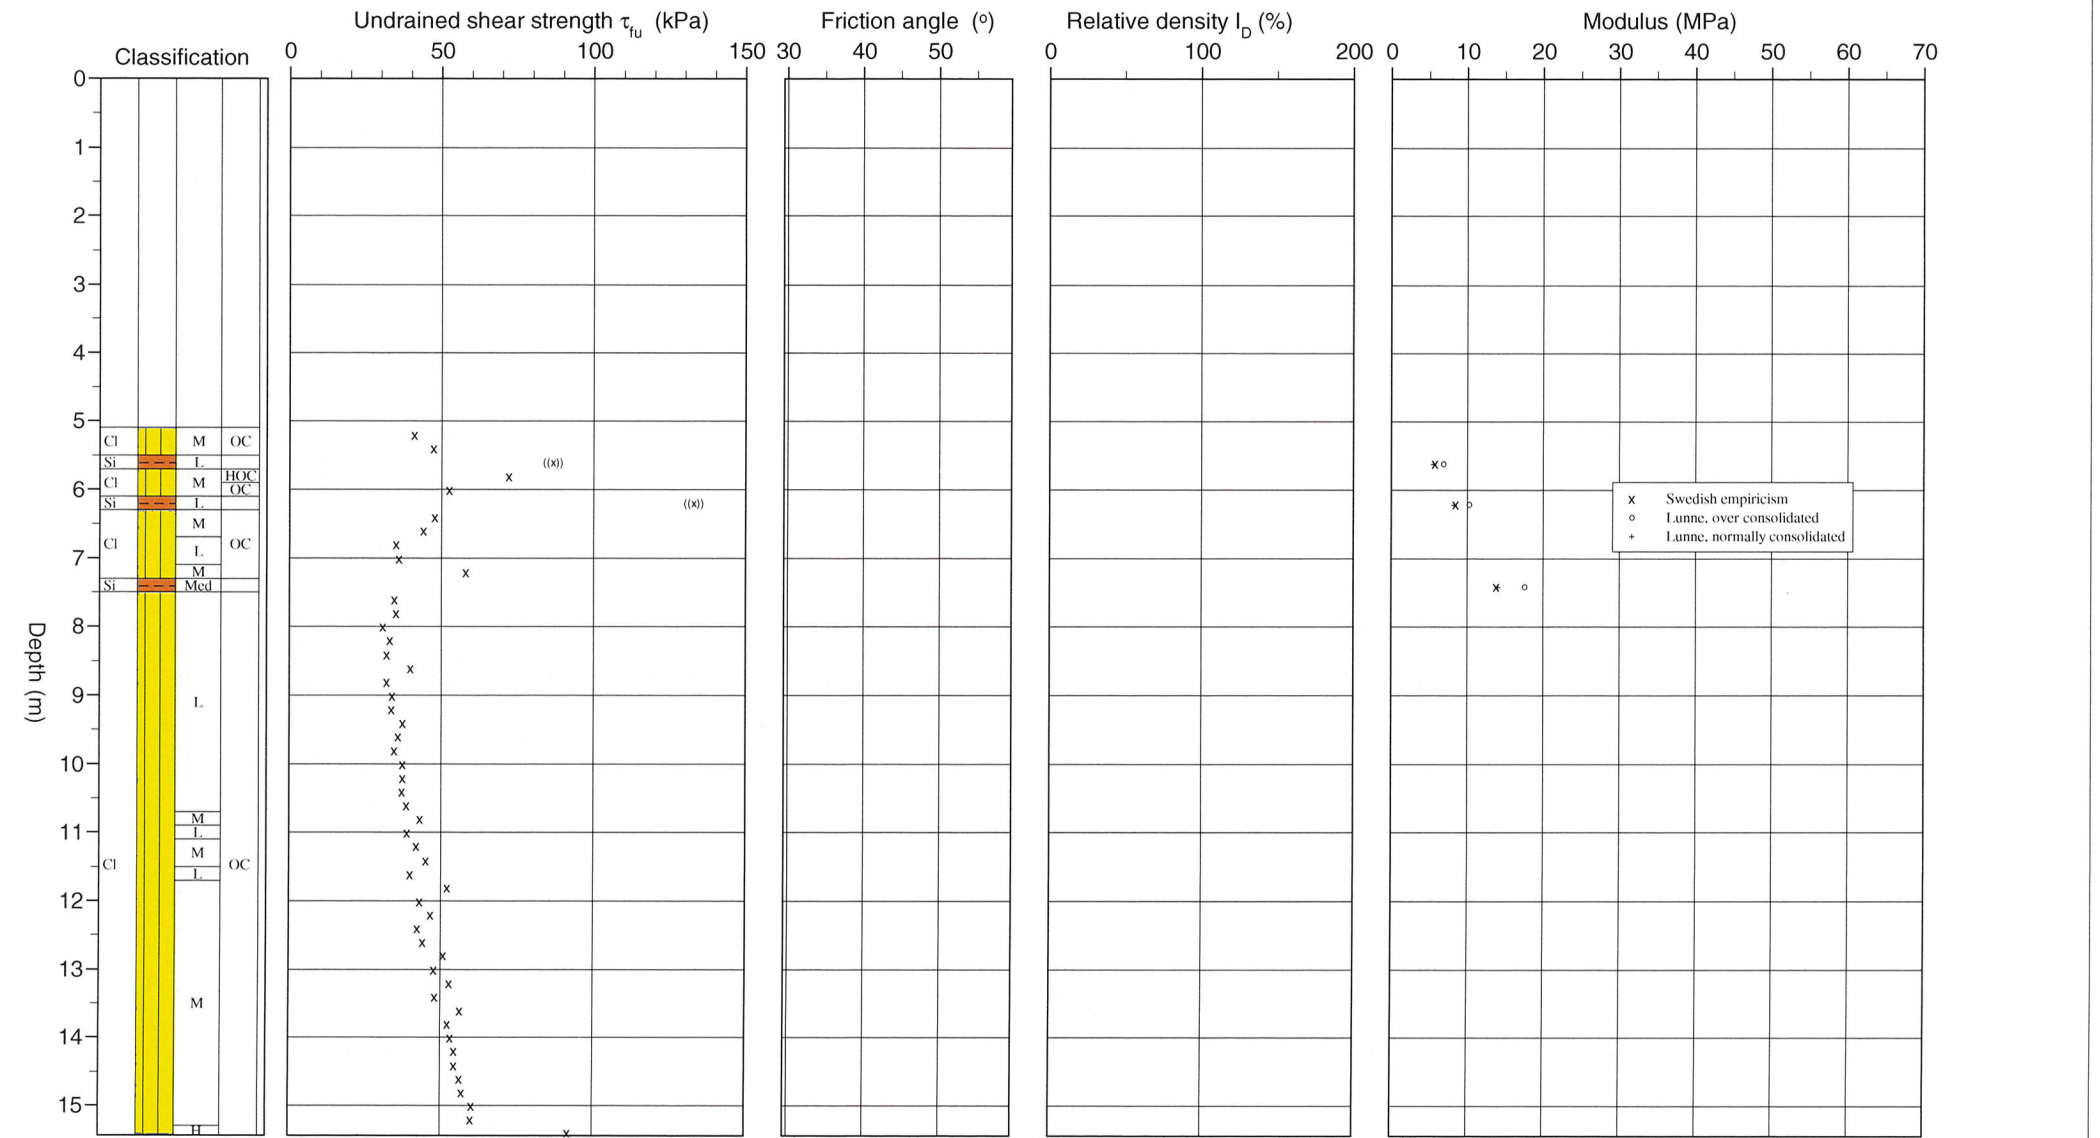 Undrained shear strength τfu (kPa) Friction angle (°) Relative density ID (%) Modulus (MPa)
Classification 0 50 100 150 30 40 50 0 100 200 0 10 20 30 40 50 60 70
0
1
2
3
4
5
Cl M OC
Si L
((x))
HOC
Cl M
6 OC
Si L
((x))
x Swedish empiricism
M
o Lunne, over consolidated
Cl OC
+ Lunne, normally consolidated
L
7
M
Si Med
8
Depth (m)
9
L
10
M
11 L
M
Cl OC
L
12
13
M
14
15
H